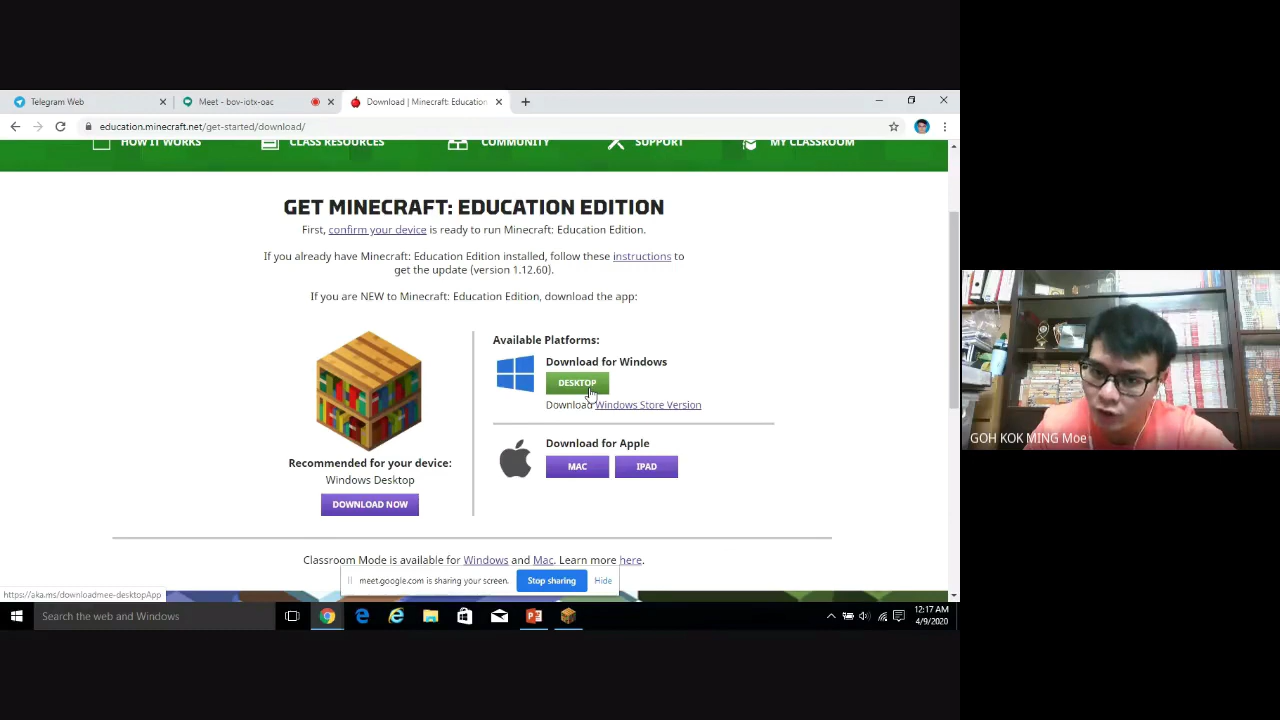 Telegram Web
Meet - bov-iotx-oac
Download | Minecraft: Education
education.minecraft.net/get-started/download/
HOW IT WORKS
CLASS RESOURCES
COMMUNITY
SUPPORT
MY CLASSROOM
GET MINECRAFT: EDUCATION EDITION
First, confirm your device is ready to run Minecraft: Education Edition.
If you already have Minecraft: Education Edition installed, follow these instructions to
get the update (version 1.12.60).
If you are NEW to Minecraft: Education Edition, download the app:
Recommended for your device:
Windows Desktop
DOWNLOAD NOW
Available Platforms:
Download for Windows
DESKTOP
Download Windows Store Version
Download for Apple
MAC IPAD
Classroom Mode is available for Windows and Mac. Learn more here.
meet.google.com is sharing your screen. Stop sharing Hide
https://aka.ms/downloadmee-desktopApp
Search the web and Windows
12:17 AM
4/9/2020
GOH KOK MING Moe